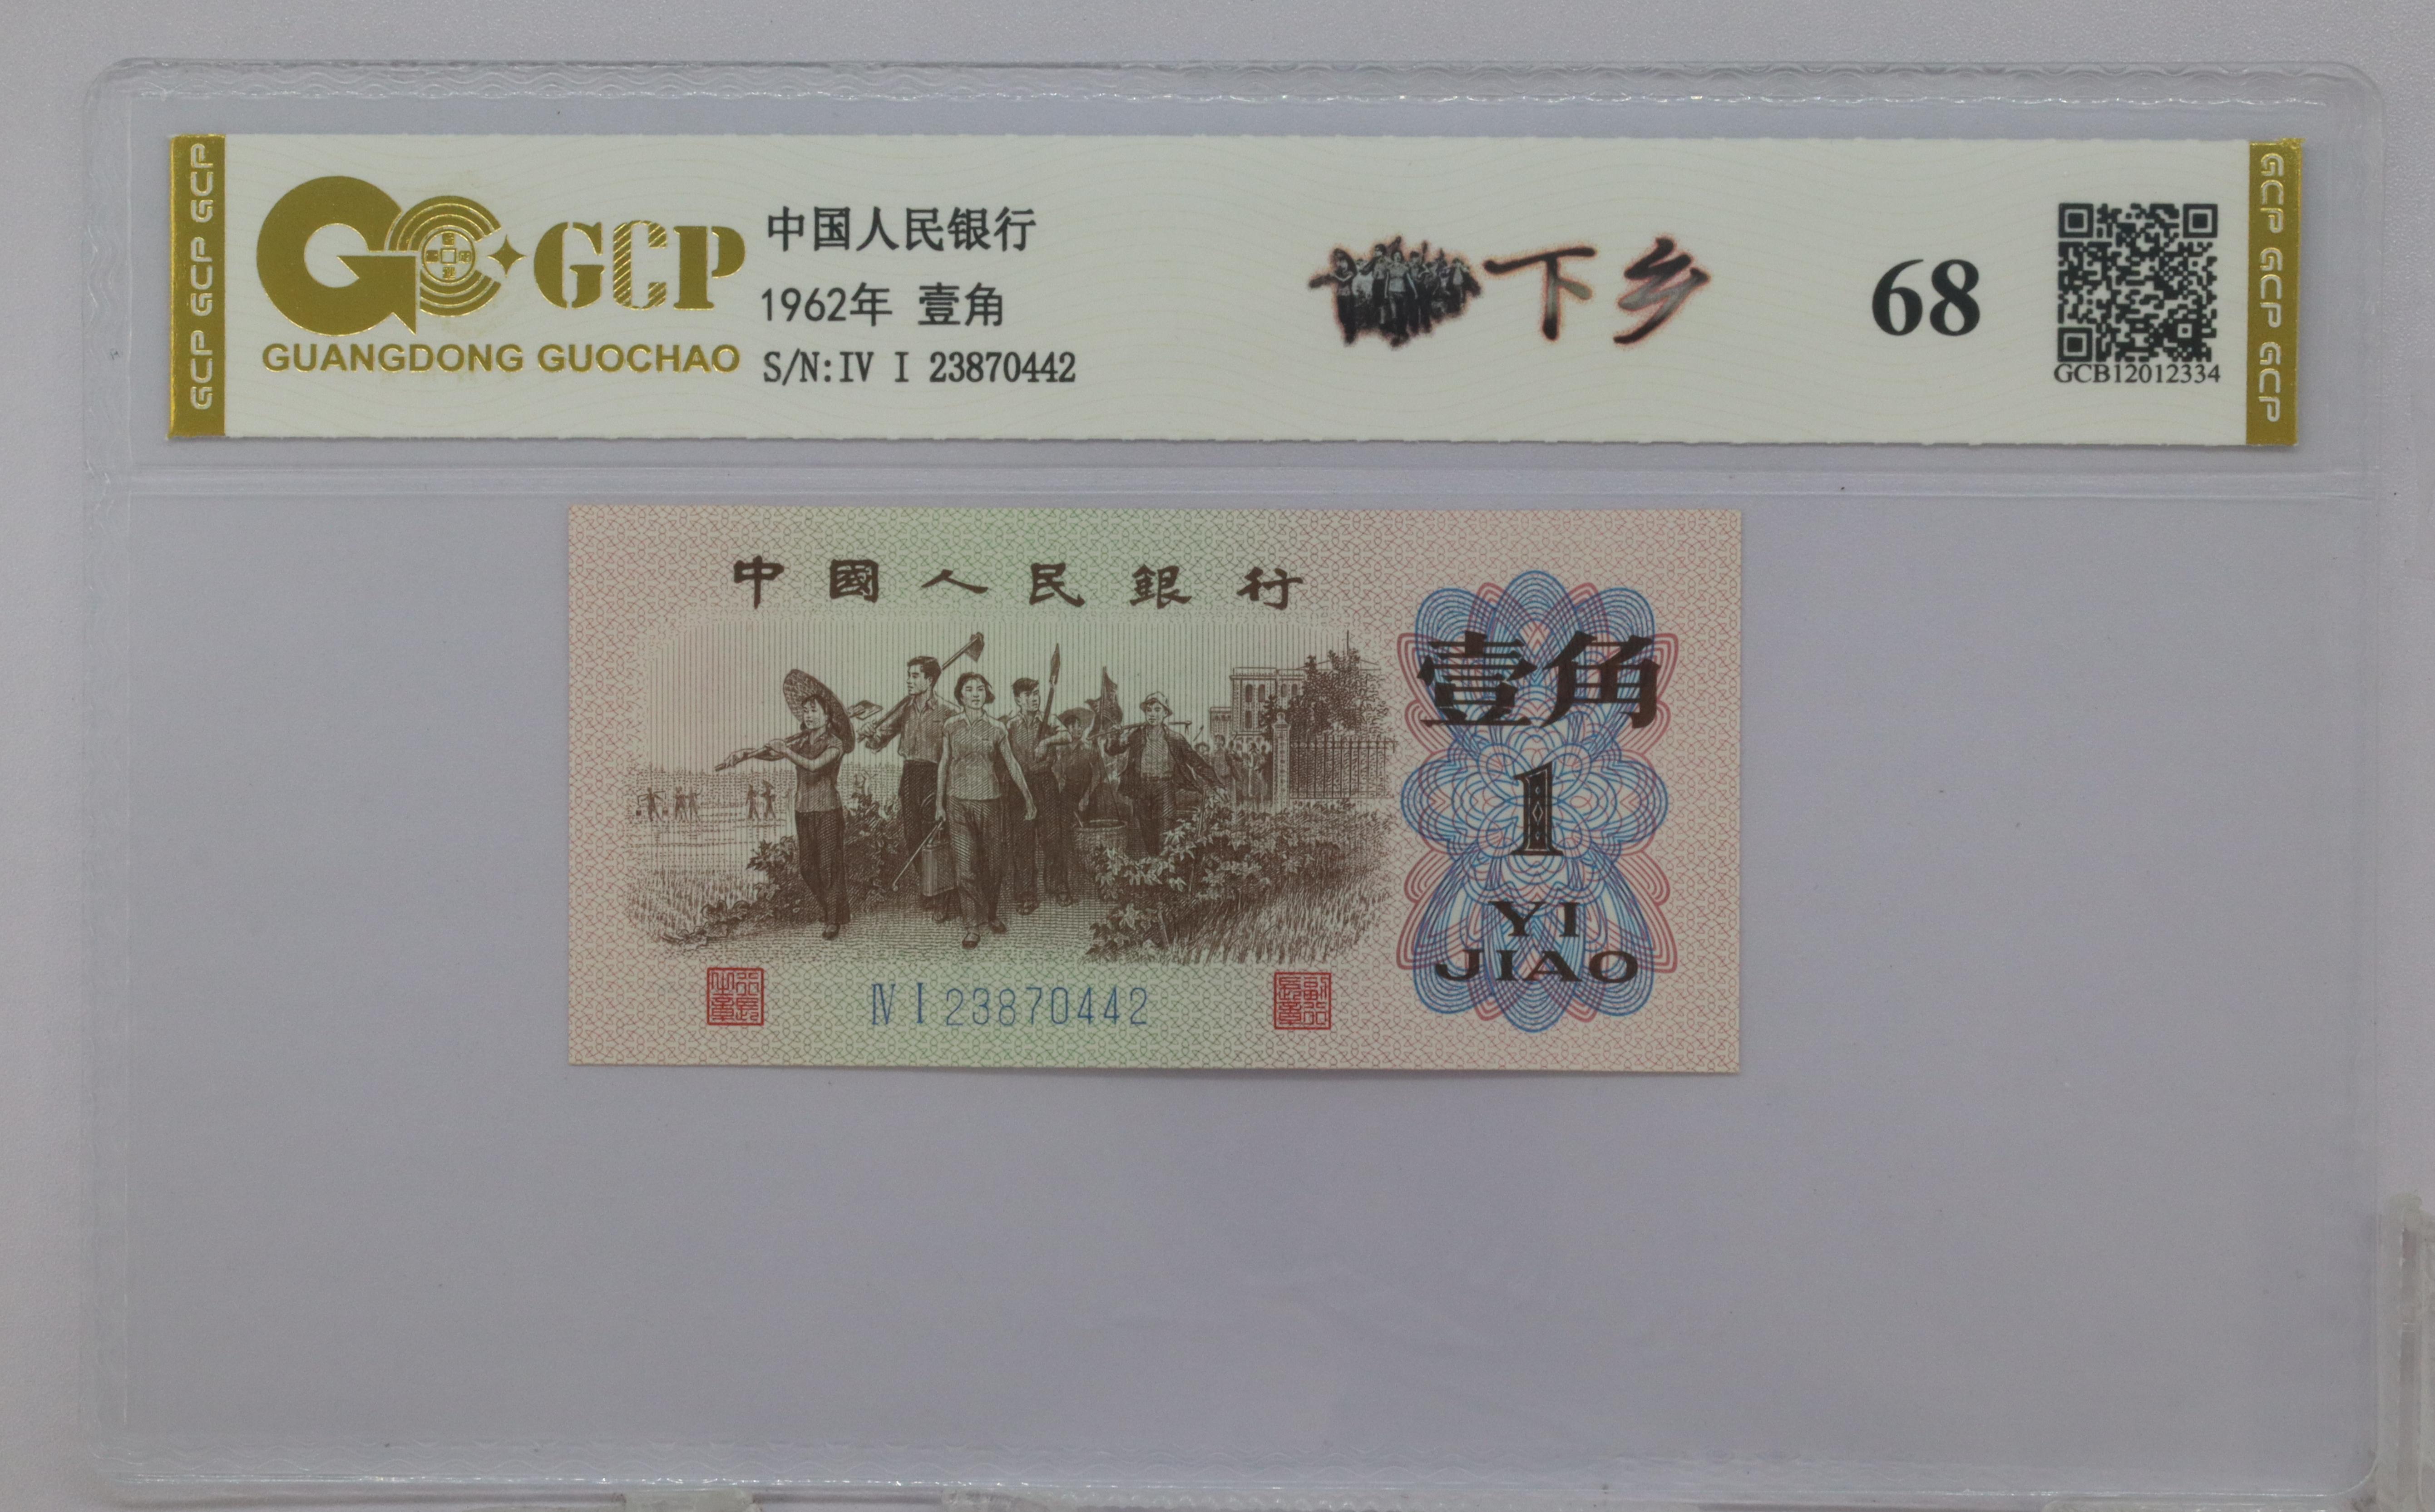 GCP GCP GCP
GCP
GUANGDONG GUOCHAO
中国人民银行
1962年 壹角
S/N:IV I 23870442
下乡
68
GCB12012334
GCP GCP GCP
中國人民銀行
壹角
1
YI
JIAO
Ⅳ Ⅰ 23870442